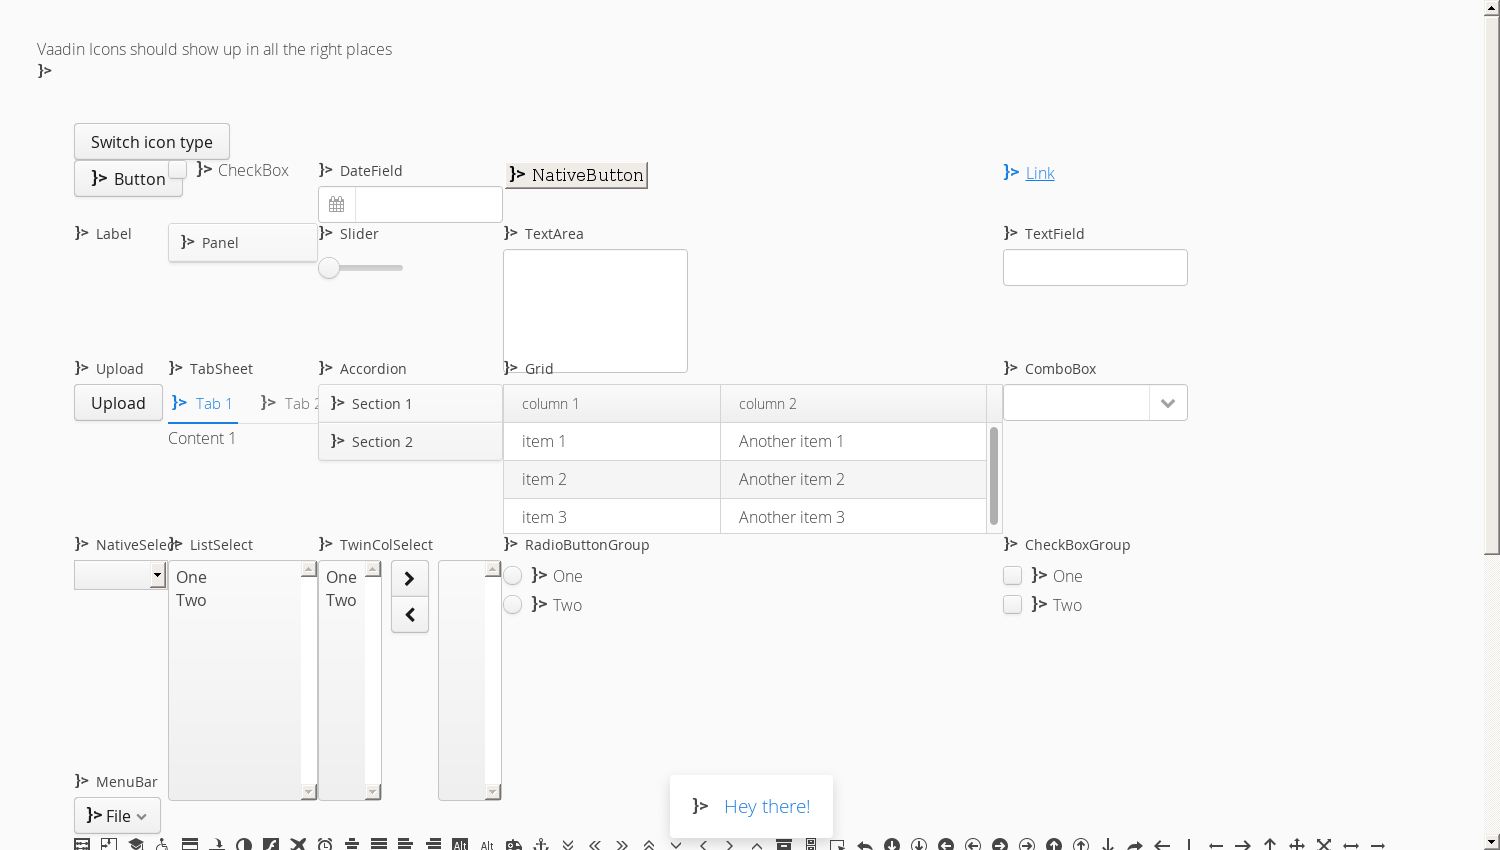 Vaadin Icons should show up in all the right places
Switch icon type
Button
CheckBox
DateField
NativeButton
Link
Label
Panel
Slider
TextArea
TextField
Upload
TabSheet
Accordion
Grid
ComboBox
Upload
Tab 1
Tab 2
Section 1
column 1
column 2
Content 1
Section 2
item 1
Another item 1
item 2
Another item 2
item 3
Another item 3
NativeSelect
ListSelect
TwinColSelect
RadioButtonGroup
CheckBoxGroup
One
Two
One
Two
One
Two
One
Two
MenuBar
File
Hey there!
Alt
Alt